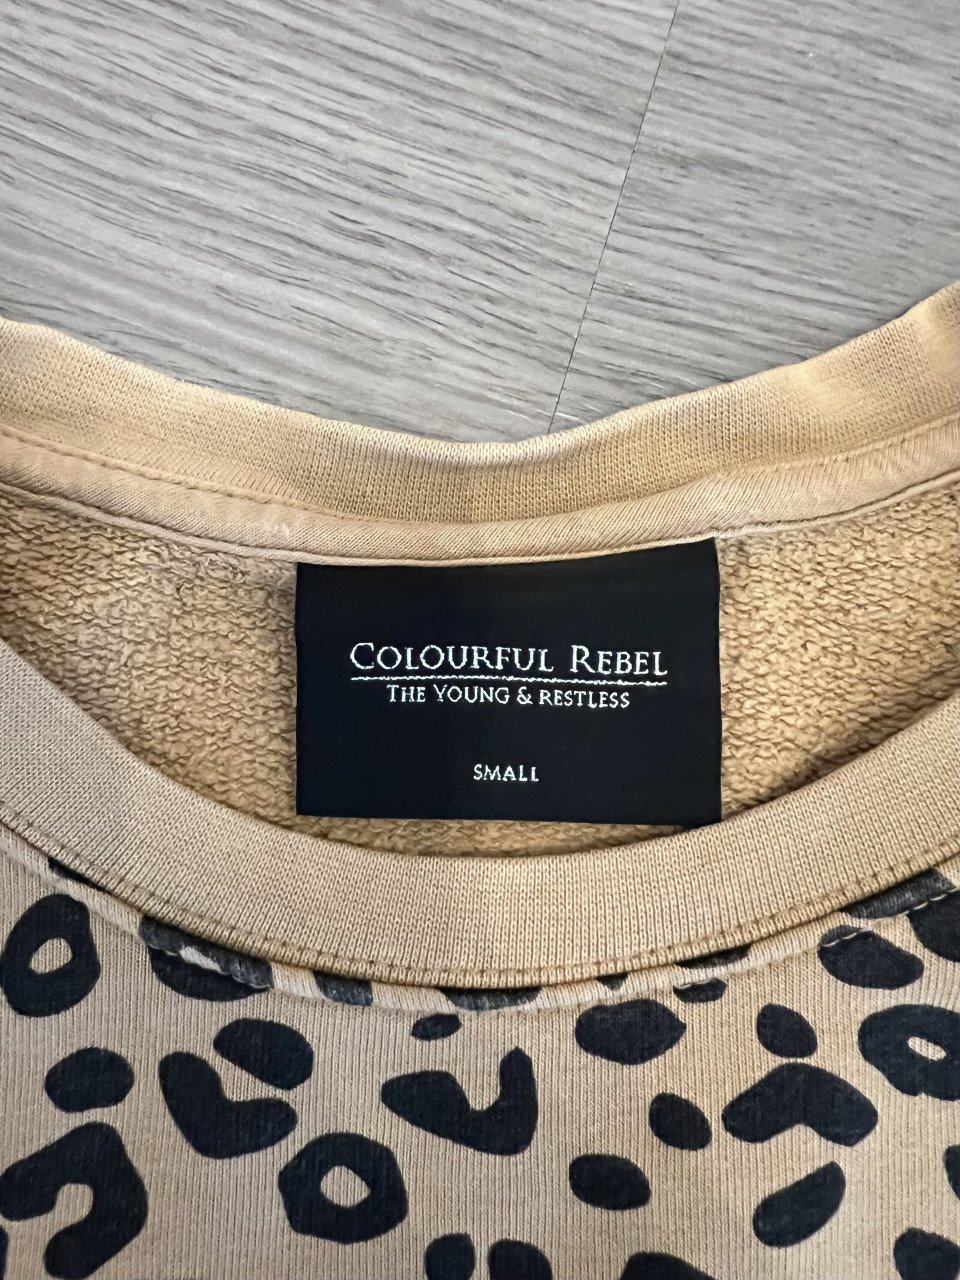 COLOURFUL REBEL
THE YOUNG & RESTLESS
SMALL